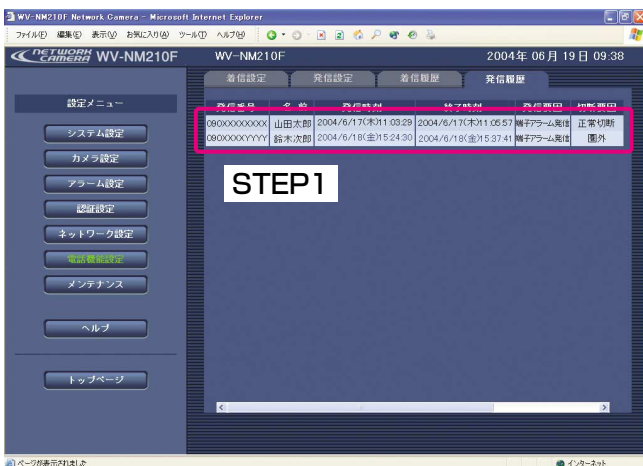 WV-NM210F Network Camera - Microsoft Internet Explorer
ファイル(F) 編集(E) 表示(V) お気に入り(A) ツール(T) ヘルプ(H)
NETWORK CAMERA WV-NM210F
WV-NM210F
2004年 06月 19日 09:38
着信設定 発信設定 着信履歴 発信履歴
設定メニュー
システム設定
カメラ設定
アラーム設定
認証設定
ネットワーク設定
電話機能設定
メンテナンス
ヘルプ
トップページ
発信番号 名 前 発信時刻 終了時刻 発信要因 切断要因
090XXXXXXXX 山田太郎 2004/6/17(木)11:03:29 2004/6/17(木)11:05:57 端子アラーム発信 正常切断
090XXXXYYYY 鈴木次郎 2004/6/18(金)15:24:30 2004/6/18(金)15:37:41 端子アラーム発信 圏外
STEP1
ページが表示されました
インターネット